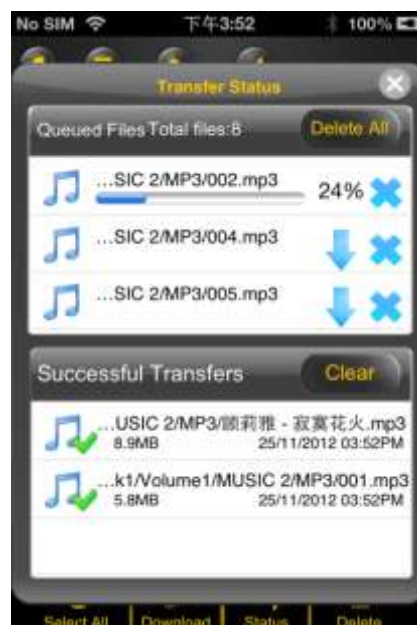 No SIM 下午3:52 100%
Transfer Status
Queued Files Total files:8 Delete All
...SIC 2/MP3/002.mp3
24%
...SIC 2/MP3/004.mp3
...SIC 2/MP3/005.mp3
Successful Transfers Clear
...USIC 2/MP3/顾莉雅 - 寂寞花火.mp3
8.9MB 25/11/2012 03:52PM
...k1/Volume1/MUSIC 2/MP3/001.mp3
5.8MB 25/11/2012 03:52PM
Select All Download Status Delete